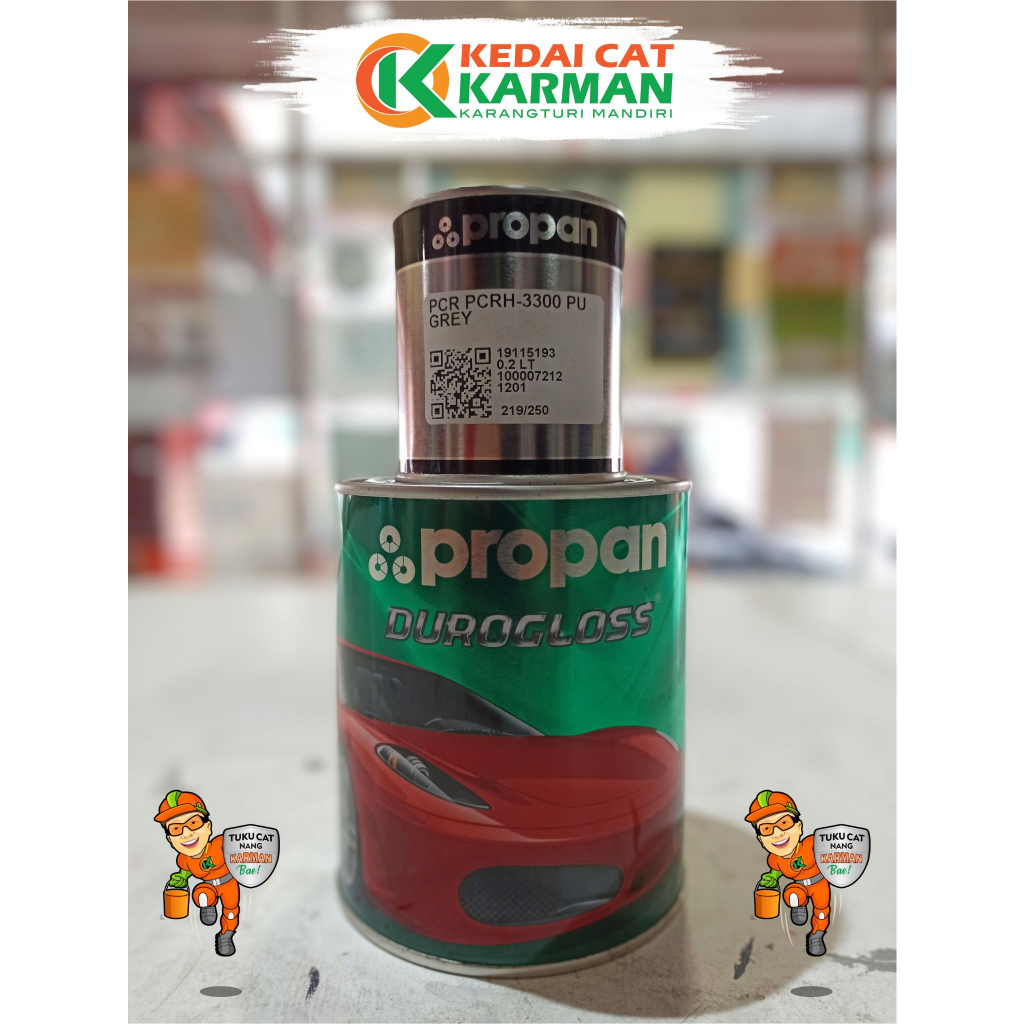 KEDAI CAT
KARMAN
KARANGTURI MANDIRI
propan
PCR PCRH-3300 PU
GREY
19115193
0.2 LT
100007212
1201
219/250
propan
DUROGLOSS®
TUKU CAT
NANG
KARMAN
Bae!
TUKU CAT
NANG
KARMAN
Bae!